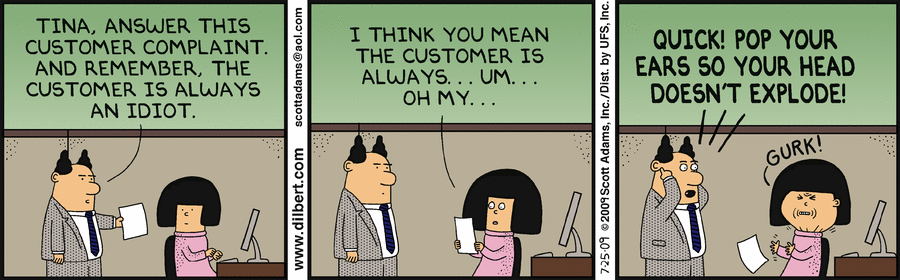 TINA, ANSWER THIS
CUSTOMER COMPLAINT.
AND REMEMBER, THE
CUSTOMER IS ALWAYS
AN IDIOT.
www.dilbert.com
scottadams@aol.com
I THINK YOU MEAN
THE CUSTOMER IS
ALWAYS... UM...
OH MY...
7-25-09 © 2009 Scott Adams, Inc./Dist. by UFS, Inc.
QUICK! POP YOUR
EARS SO YOUR HEAD
DOESN'T EXPLODE!
GURK!